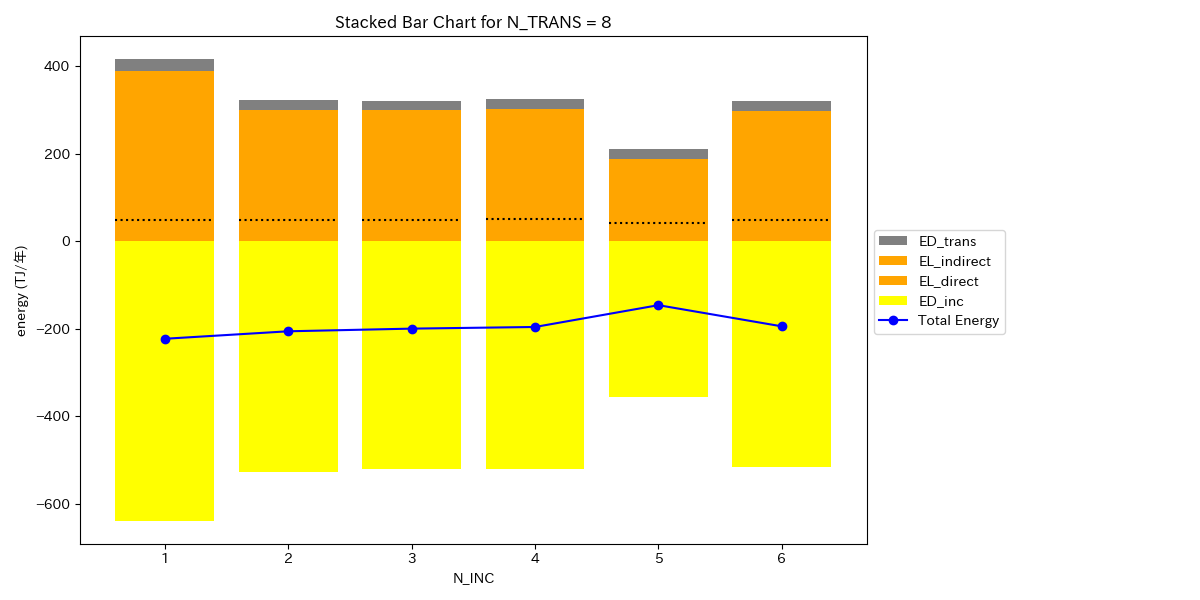 Stacked Bar Chart for N_TRANS = 8
400
200
0
−200
−400
−600
energy (TJ/年)
1 2 3 4 5 6
N_INC
ED_trans
EL_indirect
EL_direct
ED_inc
Total Energy